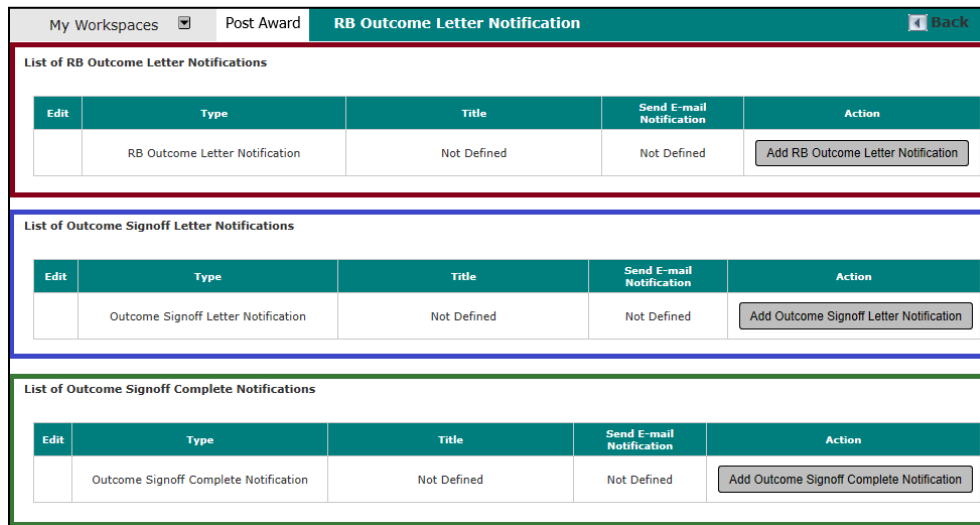 My Workspaces Post Award RB Outcome Letter Notification Back
List of RB Outcome Letter Notifications
Edit Type Title Send E-mail Notification Action
RB Outcome Letter Notification Not Defined Not Defined Add RB Outcome Letter Notification
List of Outcome Signoff Letter Notifications
Edit Type Title Send E-mail Notification Action
Outcome Signoff Letter Notification Not Defined Not Defined Add Outcome Signoff Letter Notification
List of Outcome Signoff Complete Notifications
Edit Type Title Send E-mail Notification Action
Outcome Signoff Complete Notification Not Defined Not Defined Add Outcome Signoff Complete Notification